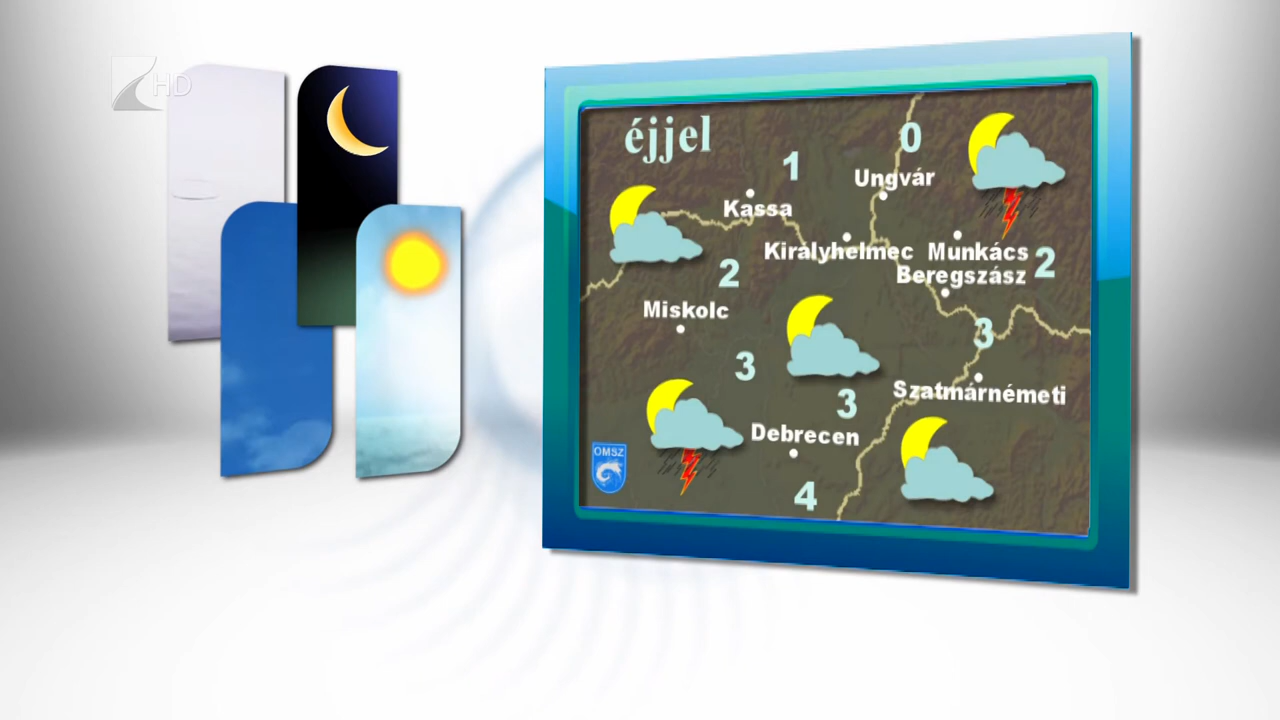 HD
éjjel
0
1
Ungvár
Kassa
Királyhelmec
Munkács
2
Beregszász
2
Miskolc
3
3
Szatmárnémeti
3
Debrecen
OMSZ
4